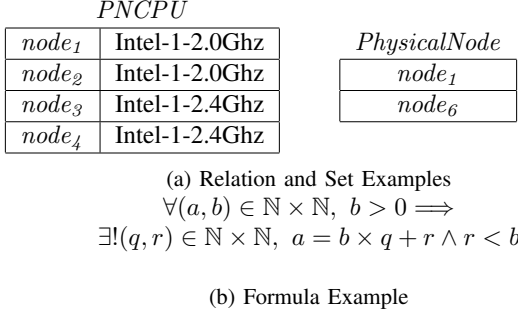 PNCPU
node₁ Intel-1-2.0Ghz
node₂ Intel-1-2.0Ghz
node₃ Intel-1-2.4Ghz
node₄ Intel-1-2.4Ghz
PhysicalNode
node₁
node₆
(a) Relation and Set Examples
∀(a, b) ∈ ℕ × ℕ, b > 0 ⟹
∃!(q, r) ∈ ℕ × ℕ, a = b × q + r ∧ r < b
(b) Formula Example